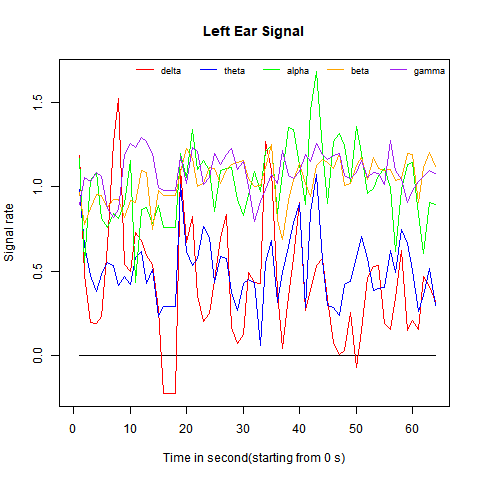 Left Ear Signal
delta theta alpha beta gamma
Signal rate
0.0 0.5 1.0 1.5
0 10 20 30 40 50 60
Time in second(starting from 0 s)